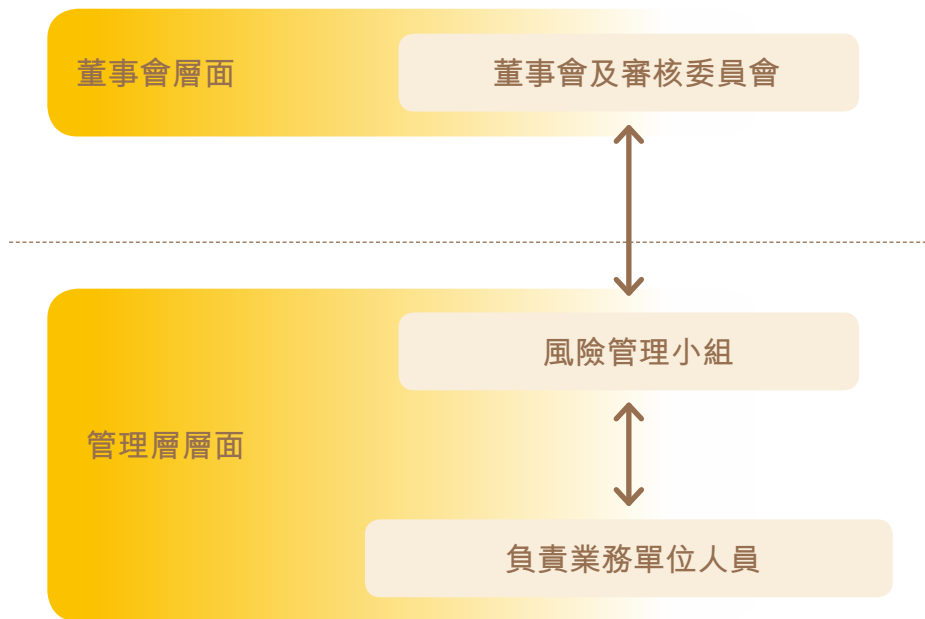 董事會層面
董事會及審核委員會
風險管理小組
管理層層面
負責業務單位人員